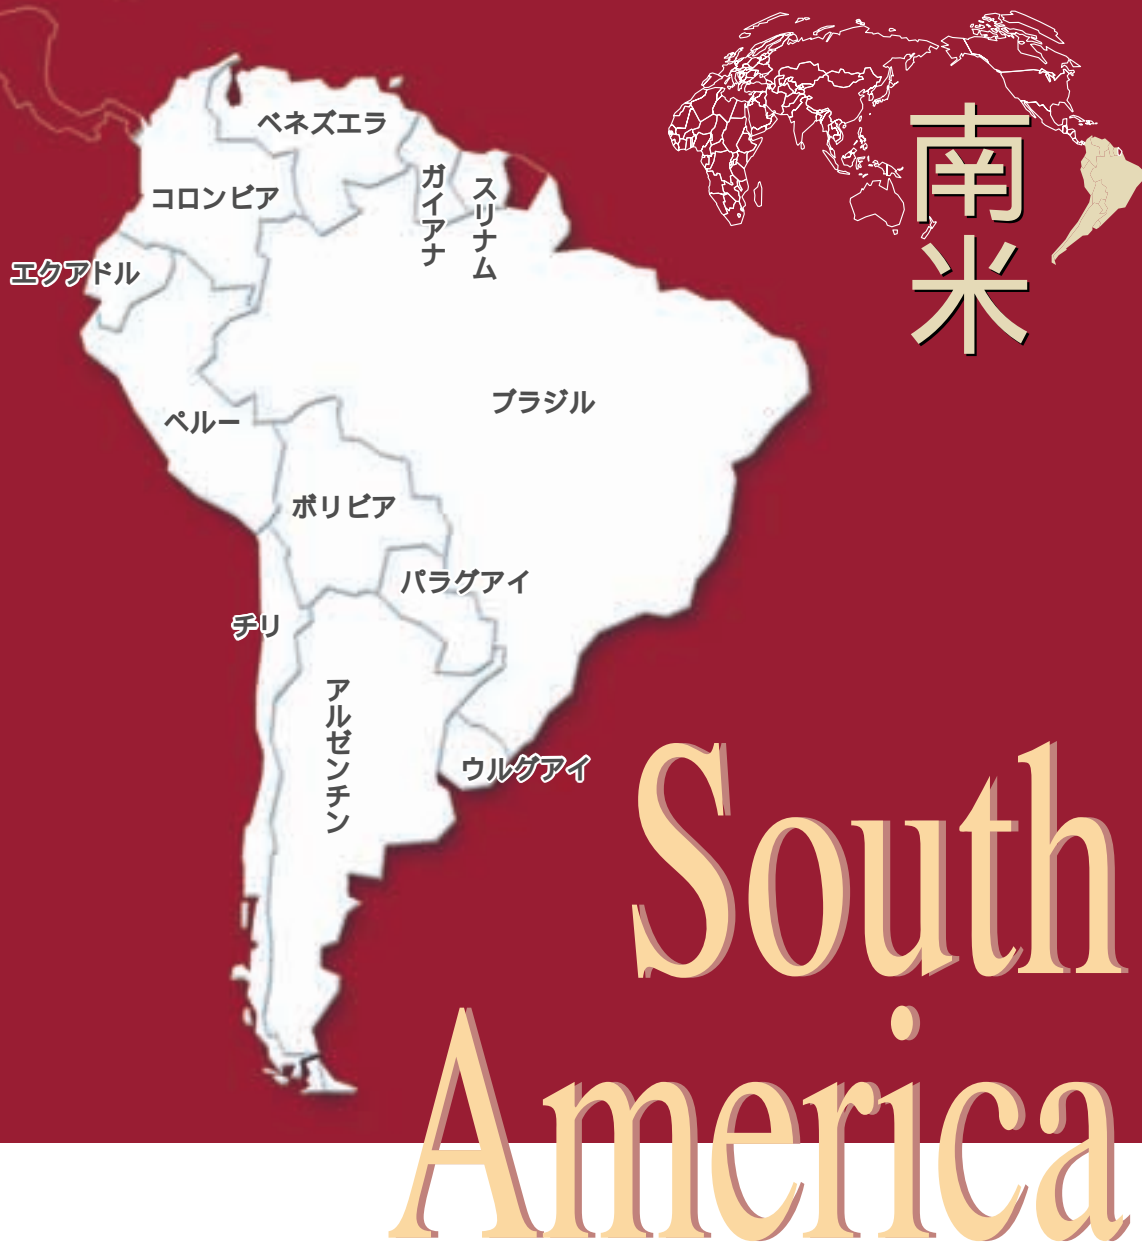 南米
ベネズエラ
コロンビア
ガイアナ
スリナム
エクアドル
ブラジル
ペルー
ボリビア
パラグアイ
チリ
アルゼンチン
ウルグアイ
South
America